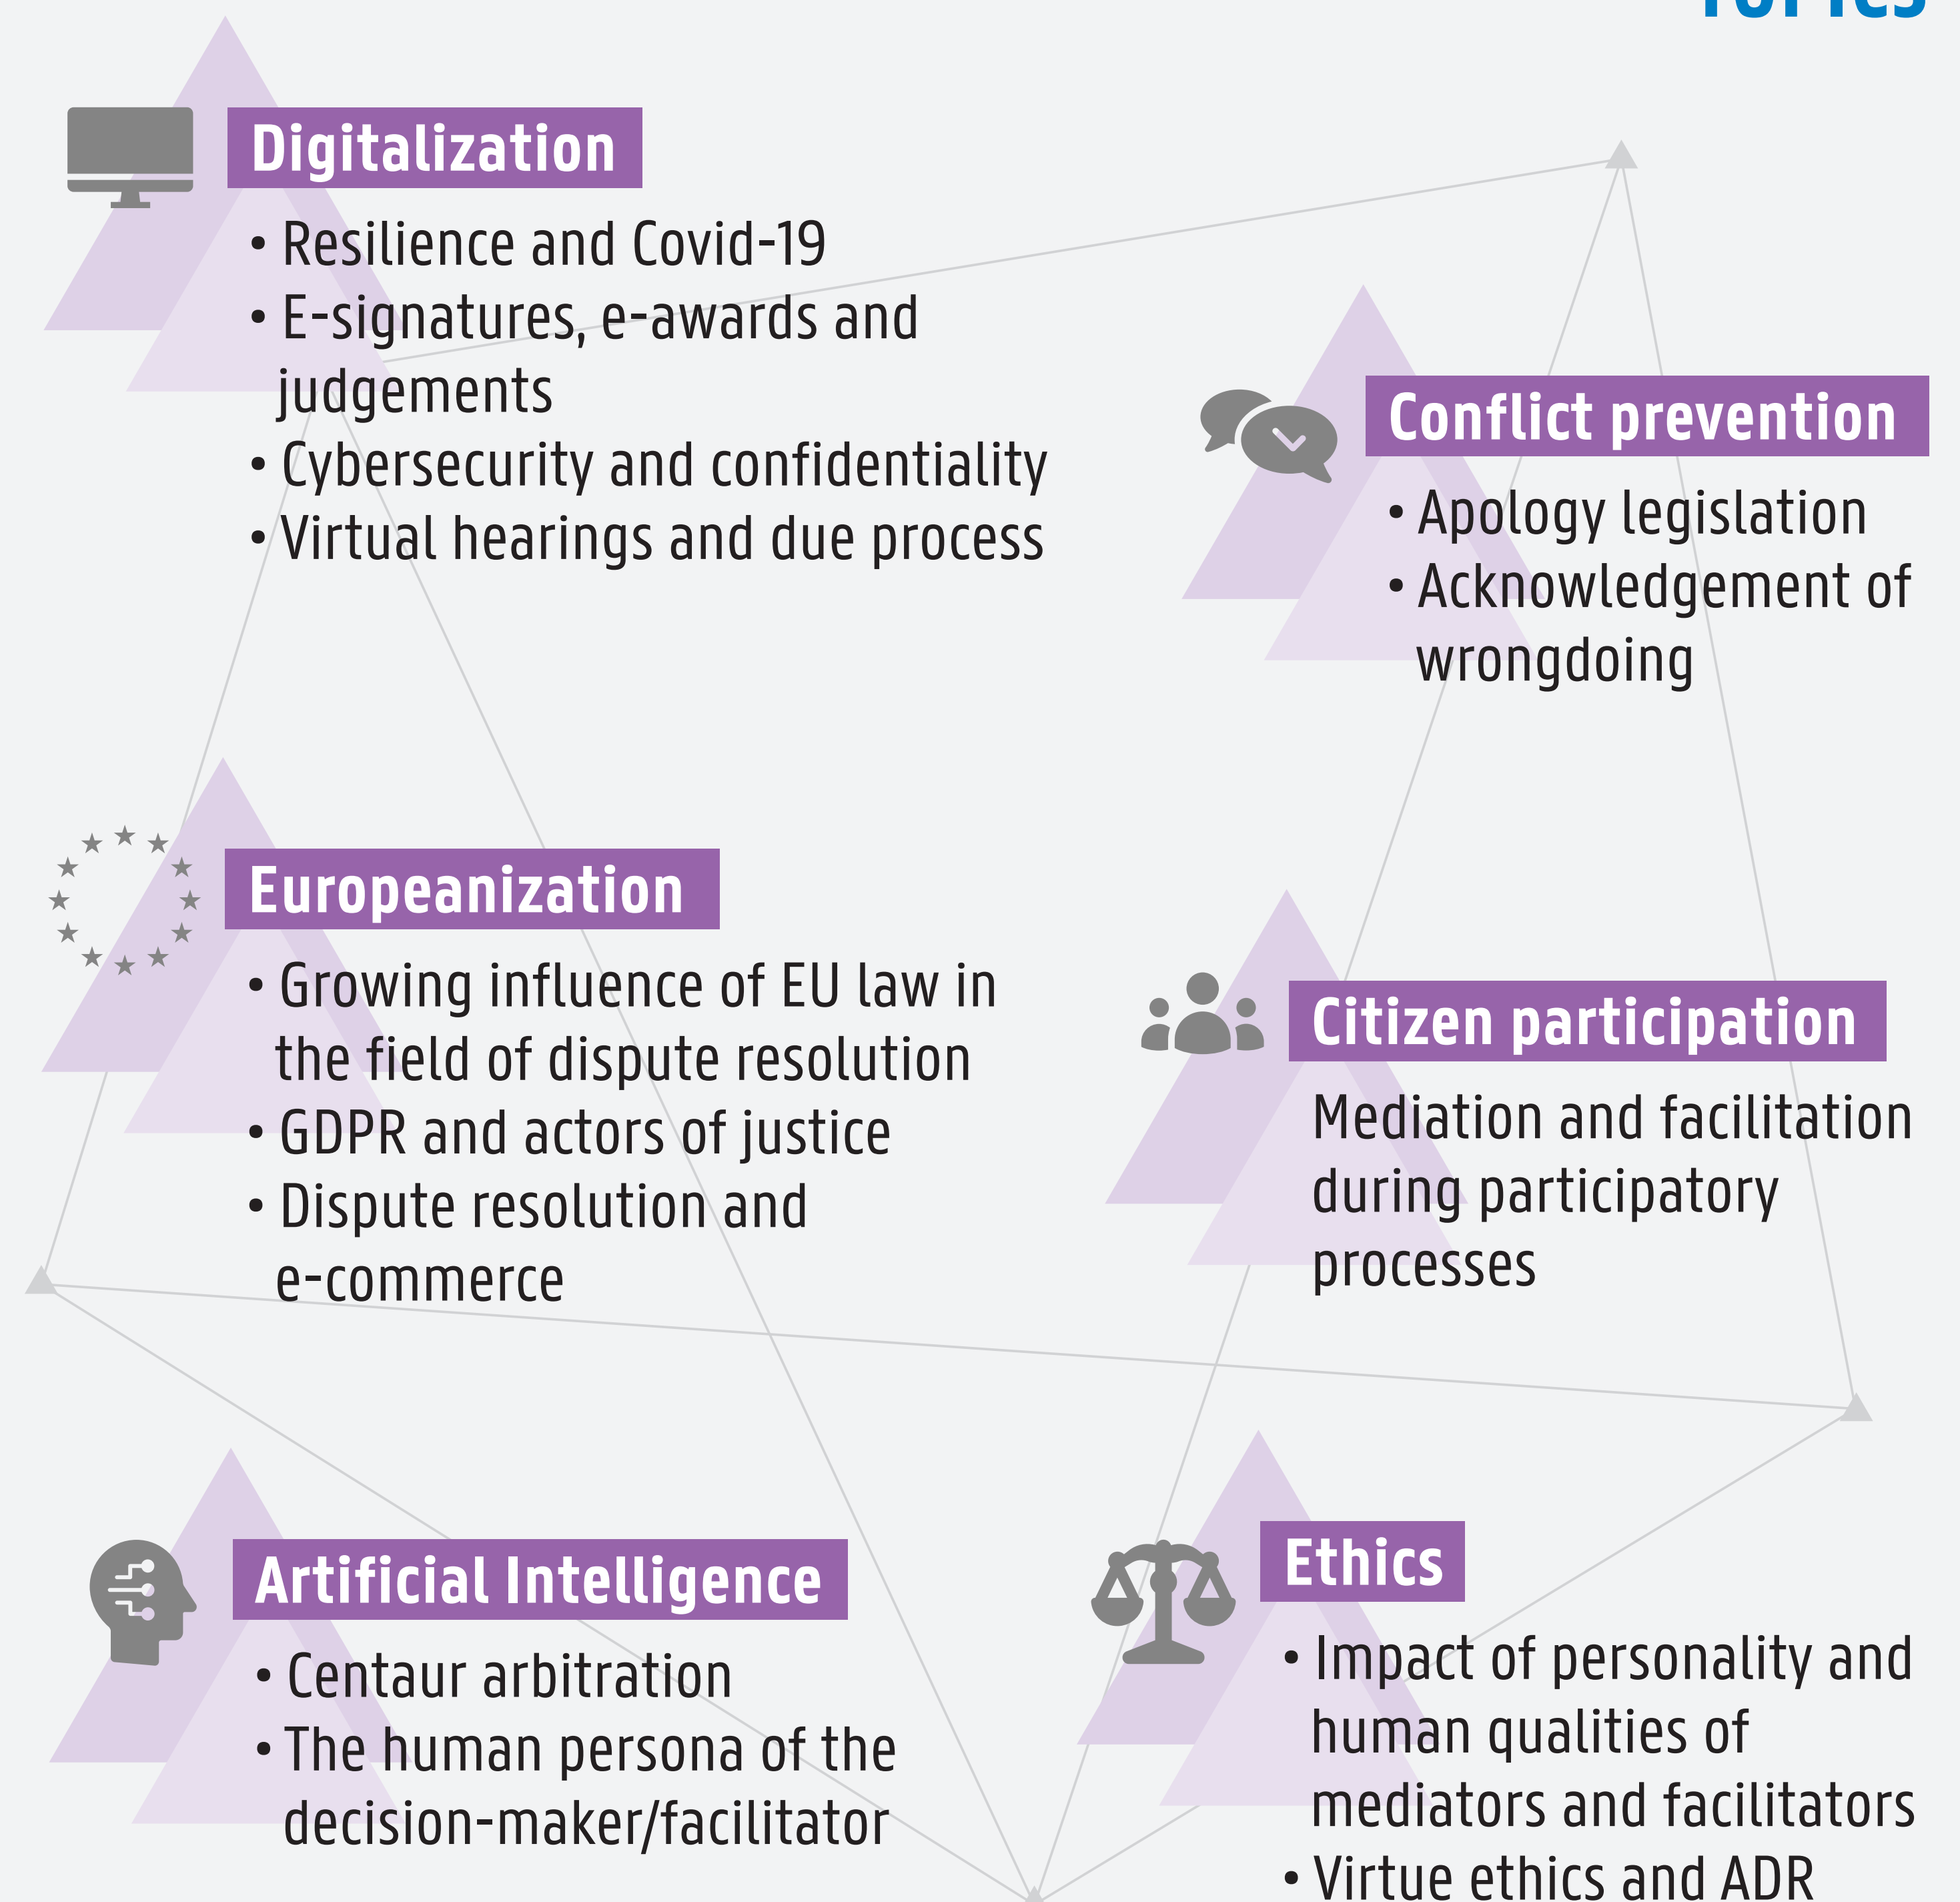 Digitalization
• Resilience and Covid-19
• E-signatures, e-awards and
judgements
• Cybersecurity and confidentiality
• Virtual hearings and due process
Conflict prevention
• Apology legislation
• Acknowledgement of
wrongdoing
Europeanization
• Growing influence of EU law in
the field of dispute resolution
• GDPR and actors of justice
• Dispute resolution and
e-commerce
Citizen participation
Mediation and facilitation
during participatory
processes
Artificial Intelligence
• Centaur arbitration
• The human persona of the
decision-maker/facilitator
Ethics
• Impact of personality and
human qualities of
mediators and facilitators
• Virtue ethics and ADR